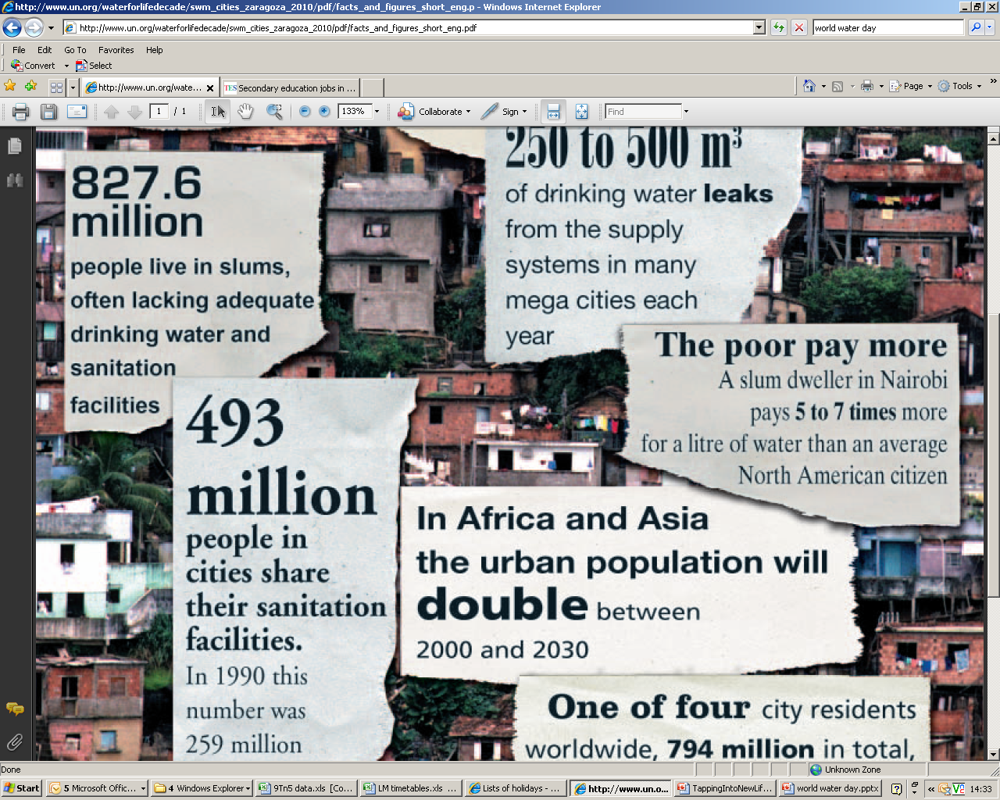 http://www.un.org/waterforlifedecade/swm_cities_zaragoza_2010/pdf/facts_and_figures_short_eng.p - Windows Internet Explorer
http://www.un.org/waterforlifedecade/swm_cities_zaragoza_2010/pdf/facts_and_figures_short_eng.pdf
world water day
File Edit Go To Favorites Help
Convert Select
http://www.un.org/wate...
TES Secondary education jobs in ...
Page Tools
1 / 1
133%
Collaborate
Sign
Find
827.6
million
people live in slums,
often lacking adequate
drinking water and
sanitation
facilities
250 to 500 m³
of drinking water leaks
from the supply
systems in many
mega cities each
year
The poor pay more
A slum dweller in Nairobi
pays 5 to 7 times more
for a litre of water than an average
North American citizen
493
million
people in
cities share
their sanitation
facilities.
In 1990 this
number was
259 million
In Africa and Asia
the urban population will
double between
2000 and 2030
One of four city residents
worldwide, 794 million in total,
Done
Unknown Zone
Start
5 Microsoft Offic...
4 Windows Explorer
9Tn5 data.xls [Co...
LM timetables.xls ...
Lists of holidays - ...
http://www.un.o...
TappingIntoNewLif...
world water day.pptx
14:33